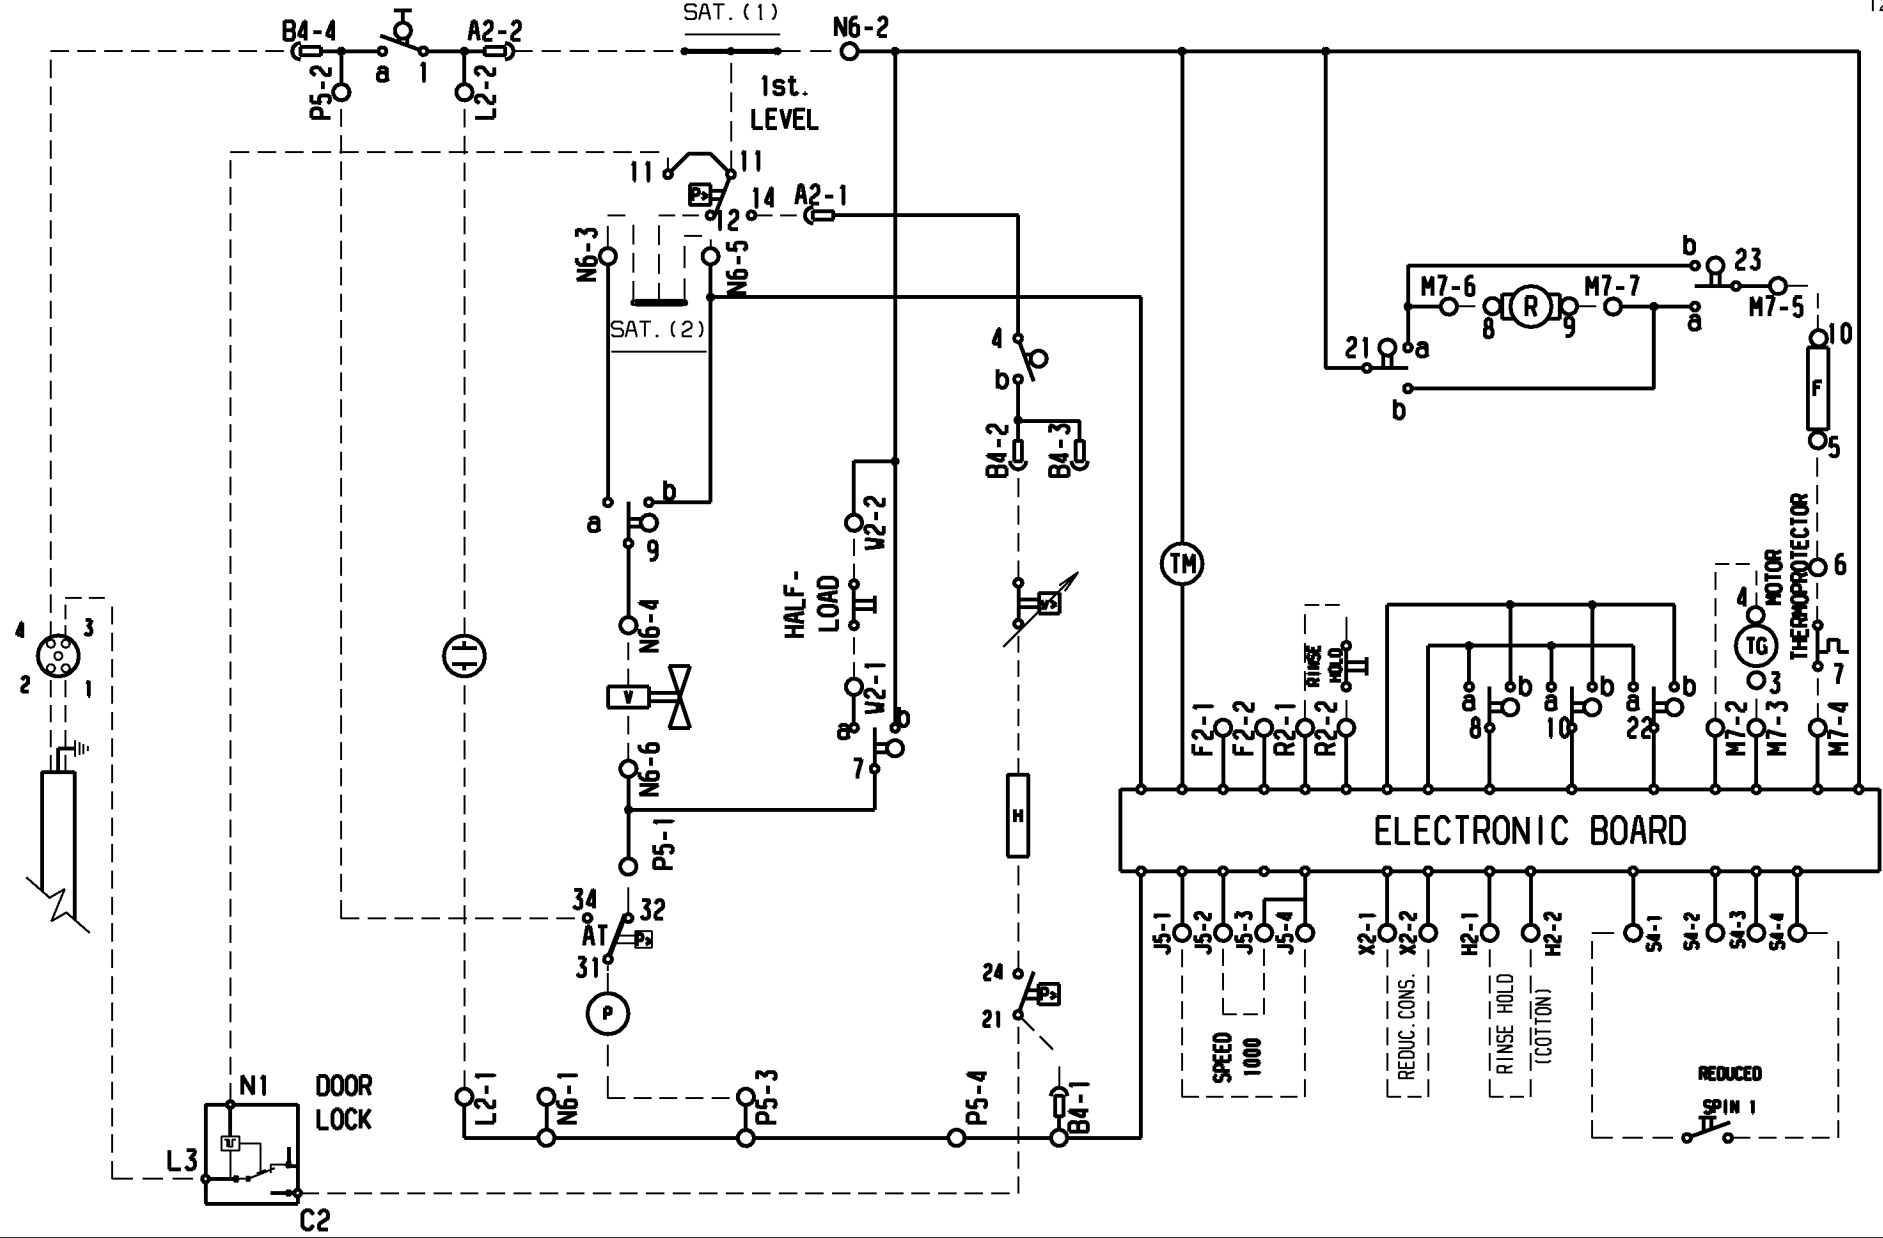 SAT.(1)
12
B4-4
A2-2
N6-2
a
1
P5-2
L2-2
1st.
LEVEL
11
11
P>
14
A2-1
12
N6-3
N6-5
SAT.(2)
b
23
M7-6
M7-7
M7-5
R
8
9
a
4
21
a
10
b
F
b
B4-2
B4-3
5
b
a
W2-2
9
TM
MOTOR
THERMOPROTECTOR
6
HALF-
LOAD
V>
4
N6-4
TG
4
3
RINSE
HOLD
7
2
1
V
W2-1
3
a
b
a
b
a
b
a
b
F2-1
F2-2
R2-1
R2-2
8
10
22
M7-2
M7-3
M7-4
N6-6
7
H
ELECTRONIC BOARD
P5-1
34
32
AT
P>
31
J5-1
J5-2
J5-3
J5-4
X2-1
X2-2
H2-1
H2-2
S4-1
S4-2
S4-3
S4-4
24
P>
21
P
SPEED
1000
REDUC.CONS.
RINSE HOLD
(COTTON)
REDUCED
SPIN 1
N1
DOOR
LOCK
L2-1
N6-1
P5-3
P5-4
B4-1
L3
C2